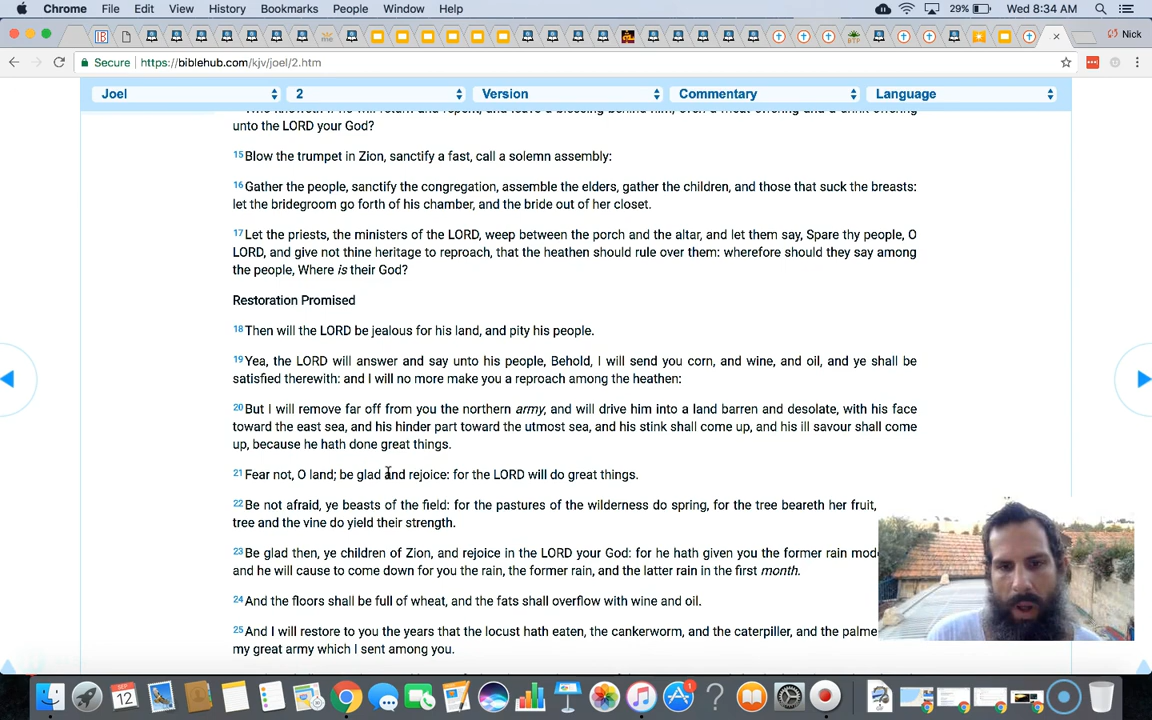 Chrome File Edit View History Bookmarks People Window Help 29% Wed 8:34 AM
Nick
Secure https://biblehub.com/kjv/joel/2.htm
Joel 2 Version Commentary Language
unto the LORD your God?
15 Blow the trumpet in Zion, sanctify a fast, call a solemn assembly:
16 Gather the people, sanctify the congregation, assemble the elders, gather the children, and those that suck the breasts:
let the bridegroom go forth of his chamber, and the bride out of her closet.
17 Let the priests, the ministers of the LORD, weep between the porch and the altar, and let them say, Spare thy people, O
LORD, and give not thine heritage to reproach, that the heathen should rule over them: wherefore should they say among
the people, Where is their God?
Restoration Promised
18 Then will the LORD be jealous for his land, and pity his people.
19 Yea, the LORD will answer and say unto his people, Behold, I will send you corn, and wine, and oil, and ye shall be
satisfied therewith: and I will no more make you a reproach among the heathen:
20 But I will remove far off from you the northern army, and will drive him into a land barren and desolate, with his face
toward the east sea, and his hinder part toward the utmost sea, and his stink shall come up, and his ill savour shall come
up, because he hath done great things.
21 Fear not, O land; be glad and rejoice: for the LORD will do great things.
22 Be not afraid, ye beasts of the field: for the pastures of the wilderness do spring, for the tree beareth her fruit,
tree and the vine do yield their strength.
23 Be glad then, ye children of Zion, and rejoice in the LORD your God: for he hath given you the former rain mod
and he will cause to come down for you the rain, the former rain, and the latter rain in the first month.
24 And the floors shall be full of wheat, and the fats shall overflow with wine and oil.
25 And I will restore to you the years that the locust hath eaten, the cankerworm, and the caterpiller, and the palme
my great army which I sent among you.
SEP
12
1